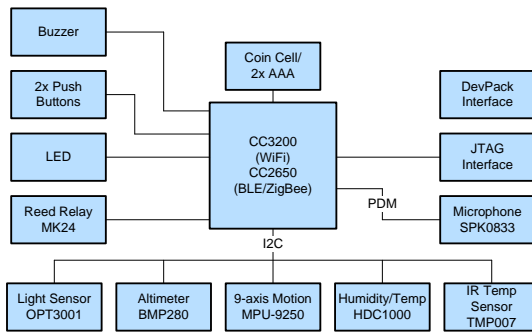 Buzzer
Coin Cell/
2x AAA
2x Push
Buttons
DevPack
Interface
LED
CC3200
(WiFi)
CC2650
(BLE/ZigBee)
JTAG
Interface
Reed Relay
MK24
PDM
Microphone
SPK0833
I2C
Light Sensor
OPT3001
Altimeter
BMP280
9-axis Motion
MPU-9250
Humidity/Temp
HDC1000
IR Temp
Sensor
TMP007